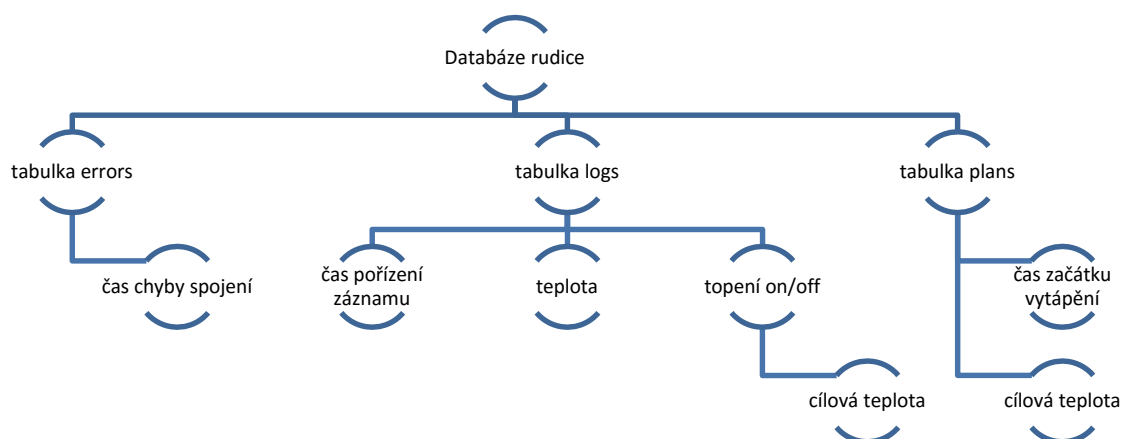 Databáze rudice
tabulka errors
tabulka logs
tabulka plans
čas chyby spojení
čas pořízení
záznamu
teplota
topení on/off
čas začátku
vytápění
cílová teplota
cílová teplota